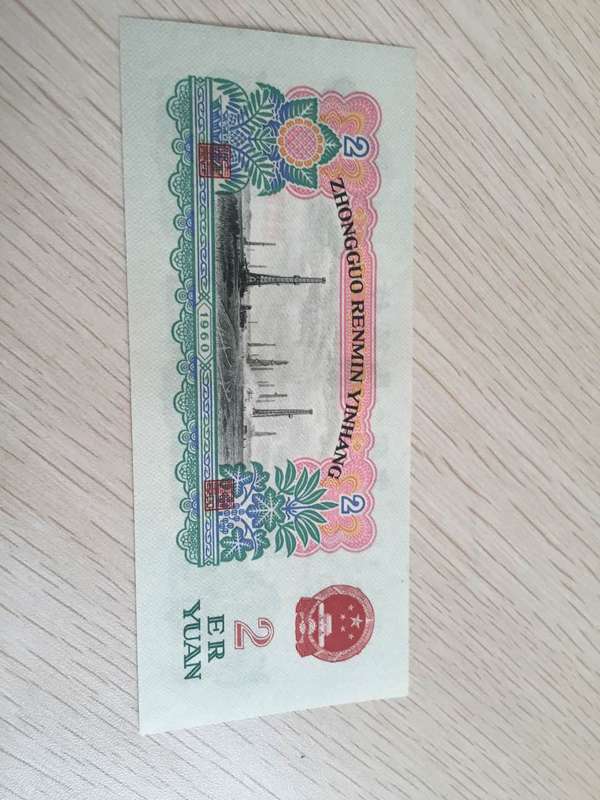 2
ZHONGGUO RENMIN YINHANG
2
1960
2
ER
YUAN